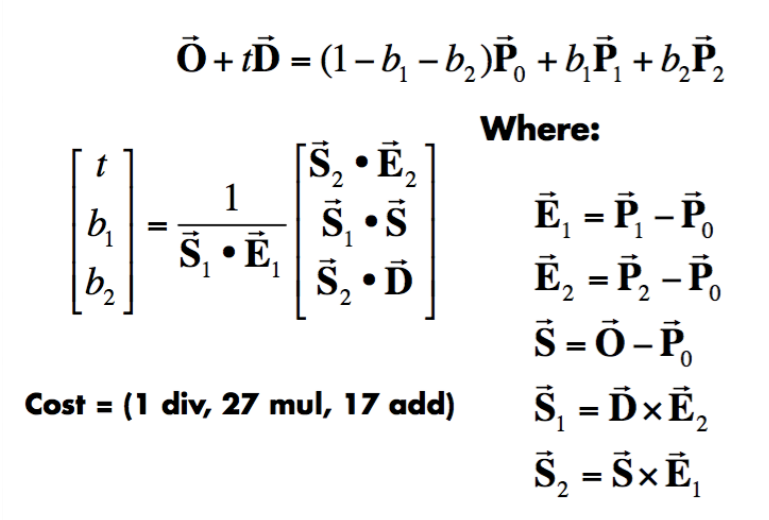 O⃗ + tD⃗ = (1 − b₁ − b₂)P⃗₀ + b₁P⃗₁ + b₂P⃗₂
[t b₁ b₂] = 1 / (S⃗₁ • E⃗₁) [S⃗₂ • E⃗₂ S⃗₁ • S⃗ S⃗₂ • D⃗]
Cost = (1 div, 27 mul, 17 add)
Where:
E⃗₁ = P⃗₁ − P⃗₀
E⃗₂ = P⃗₂ − P⃗₀
S⃗ = O⃗ − P⃗₀
S⃗₁ = D⃗ × E⃗₂
S⃗₂ = S⃗ × E⃗₁